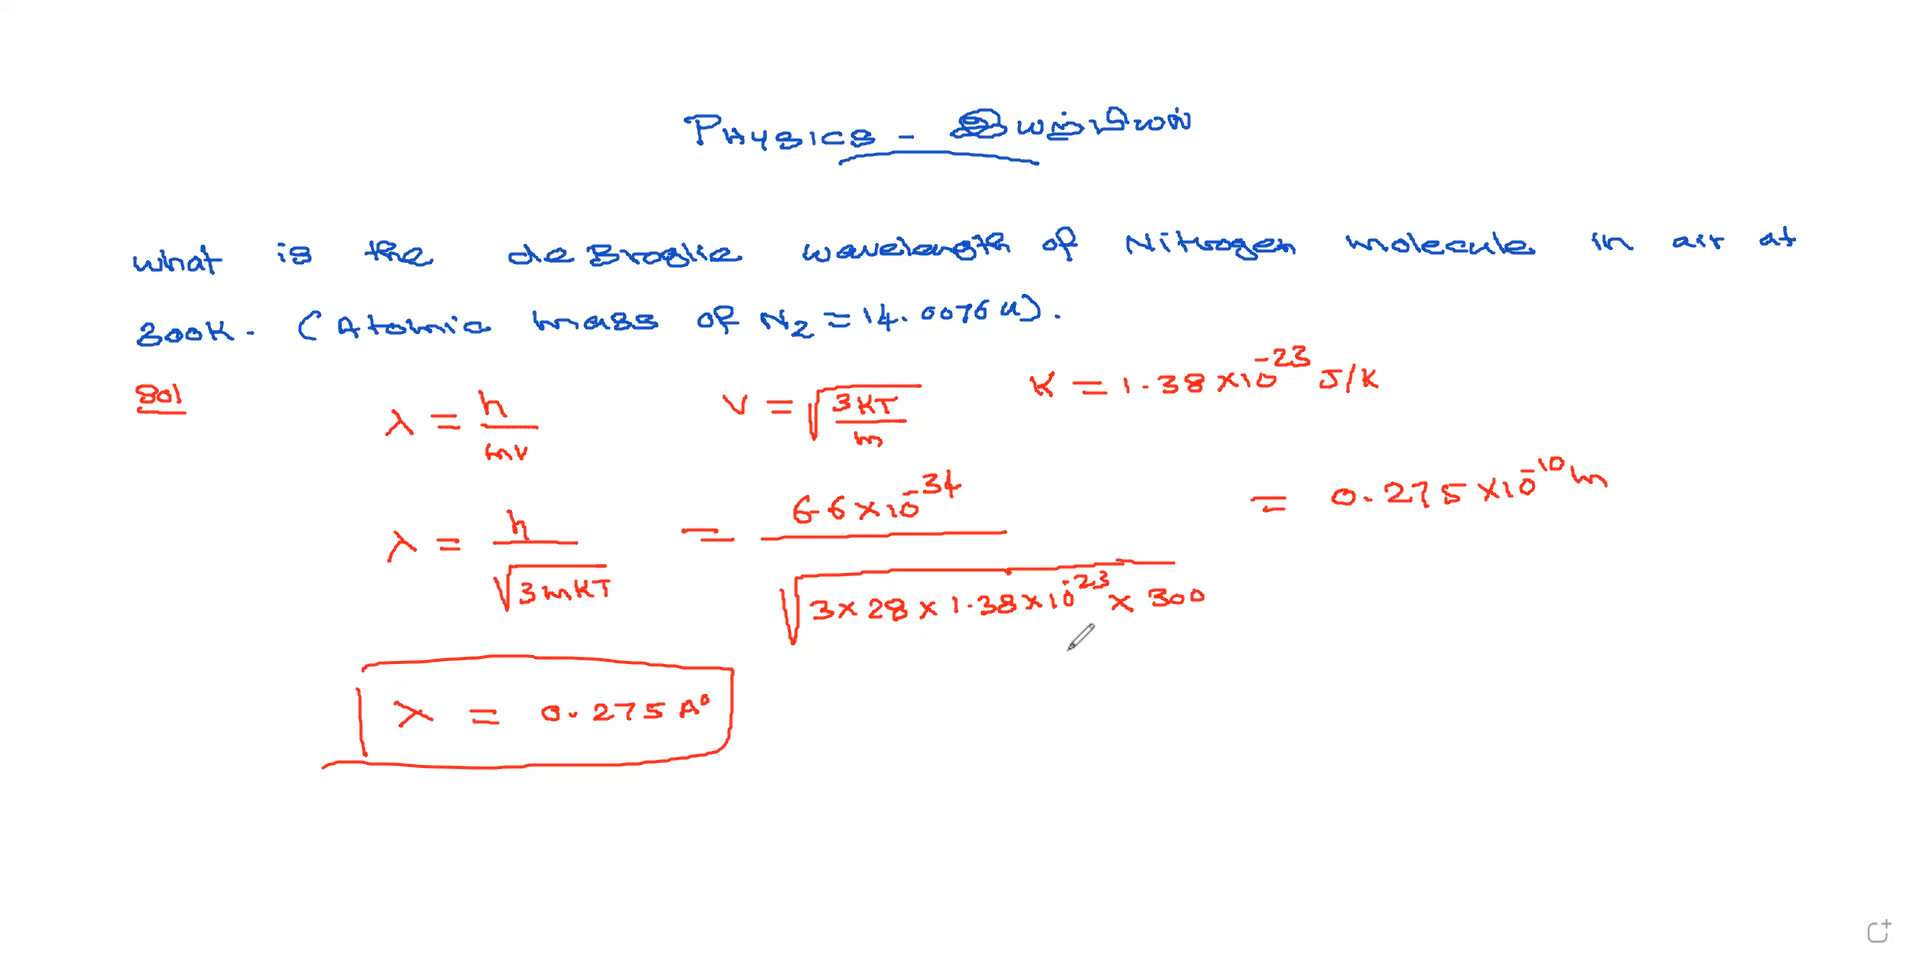 Physics - இயற்பியல்
what is the de Broglie wavelength of Nitrogen molecule in air at
300K. (Atomic mass of N₂ = 14.0076 u).
Sol
λ = h/mv   v = √(3KT/m)   K = 1.38 × 10⁻²³ J/K
λ = h/√(3mKT) = 6.6 × 10⁻³⁴/√(3 × 28 × 1.38 × 10⁻²³ × 300) = 0.275 × 10⁻¹⁰ m
λ = 0.275 A°